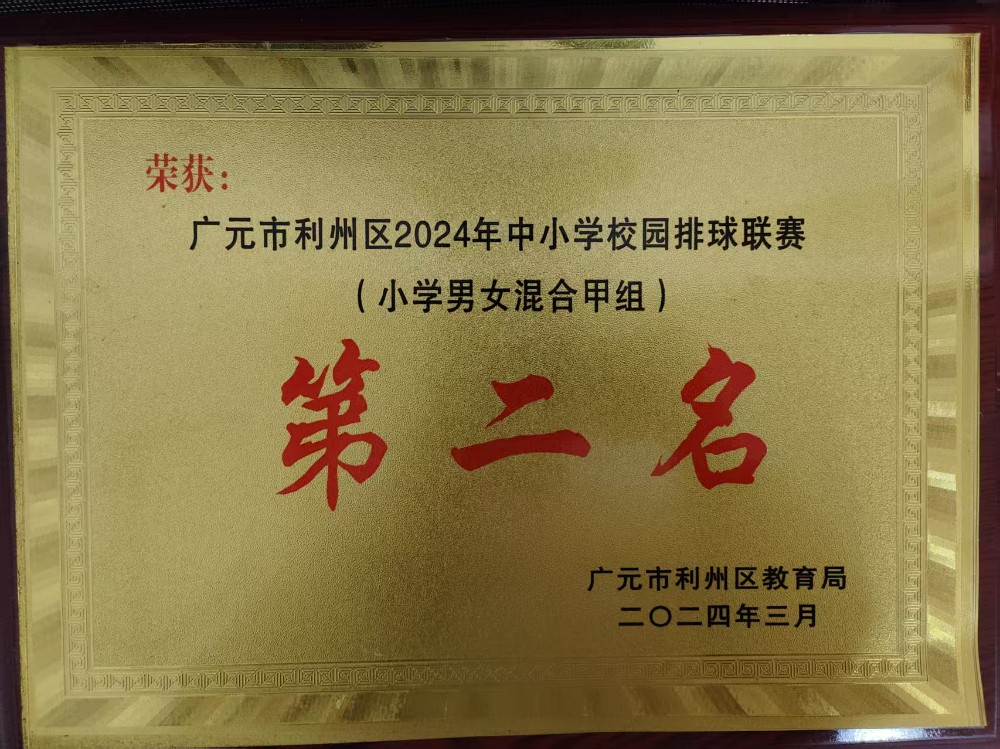 荣获：
广元市利州区2024年中小学校园排球联赛
（小学男女混合甲组）
第二名
广元市利州区教育局
二〇二四年三月